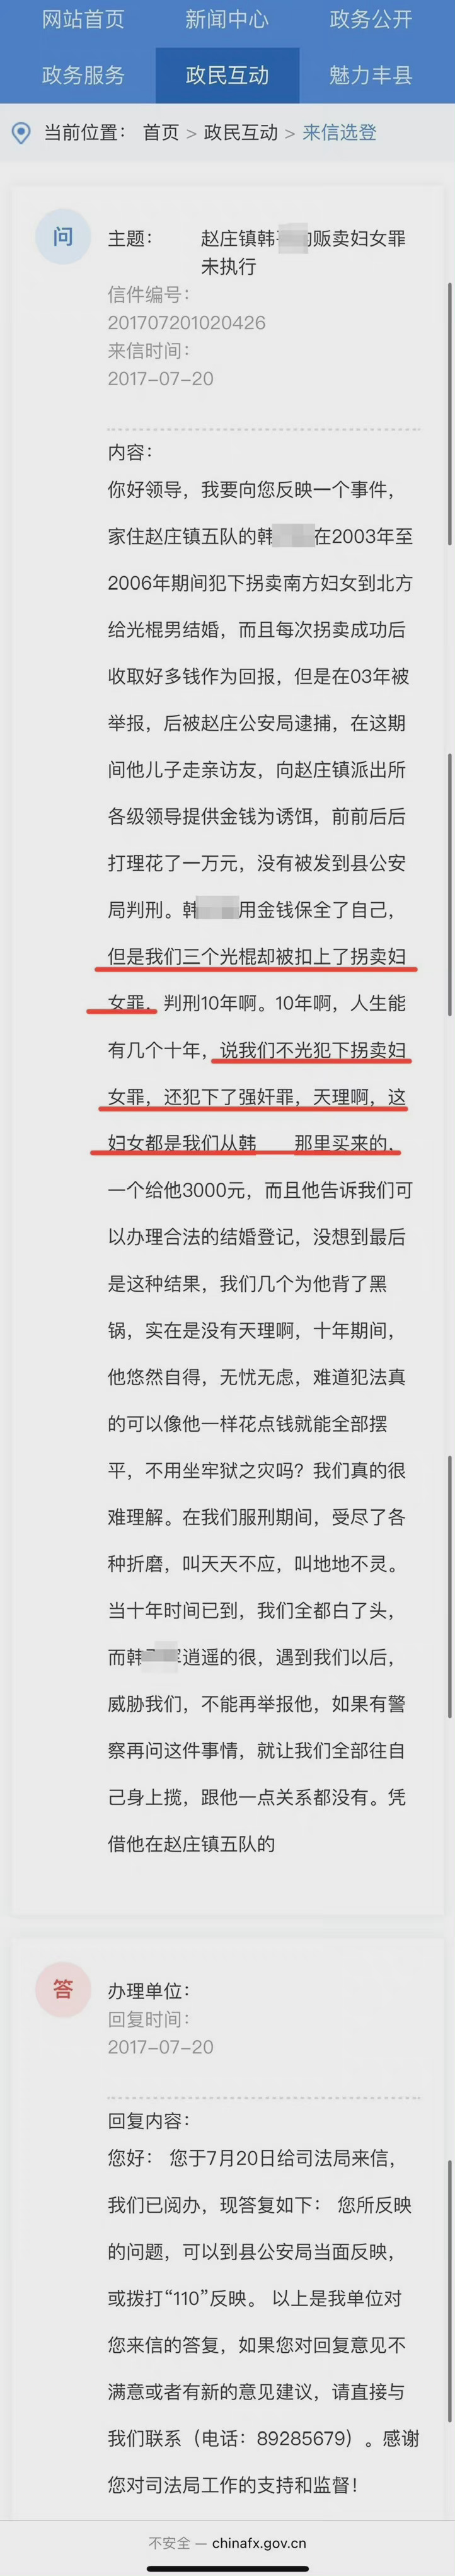 网站首页 新闻中心 政务公开
政务服务 政民互动 魅力丰县
当前位置： 首页 > 政民互动 > 来信选登
问
主题： 赵庄镇韩 贩卖妇女罪
未执行
信件编号：
201707201020426
来信时间：
2017-07-20
内容：
你好领导，我要向您反映一个事件，
家住赵庄镇五队的韩 在2003年至
2006年期间犯下拐卖南方妇女到北方
给光棍男结婚，而且每次拐卖成功后
收取好多钱作为回报，但是在03年被
举报，后被赵庄公安局逮捕，在这期
间他儿子走亲访友，向赵庄镇派出所
各级领导提供金钱为诱饵，前前后后
打理花了一万元，没有被发到县公安
局判刑。韩 用金钱保全了自己，
但是我们三个光棍却被扣上了拐卖妇
女罪，判刑10年啊。10年啊，人生能
有几个十年，说我们不光犯下拐卖妇
女罪，还犯下了强奸罪，天理啊，这
妇女都是我们从韩 那里买来的，
一个给他3000元，而且他告诉我们可
以办理合法的结婚登记，没想到最后
是这种结果，我们几个为他背了黑
锅，实在是没有天理啊，十年期间，
他悠然自得，无忧无虑，难道犯法真
的可以像他一样花点钱就能全部摆
平，不用坐牢狱之灾吗？我们真的很
难理解。在我们服刑期间，受尽了各
种折磨，叫天天不应，叫地地不灵。
当十年时间已到，我们全都白了头，
而韩 逍遥的很，遇到我们以后，
威胁我们，不能再举报他，如果有警
察再问这件事情，就让我们全部往自
己身上揽，跟他一点关系都没有。凭
借他在赵庄镇五队的
答
办理单位：
回复时间：
2017-07-20
回复内容：
您好： 您于7月20日给司法局来信，
我们已阅办，现答复如下： 您所反映
的问题，可以到县公安局当面反映，
或拨打“110”反映。 以上是我单位对
您来信的答复，如果您对回复意见不
满意或者有新的意见建议，请直接与
我们联系（电话：89285679）。感谢
您对司法局工作的支持和监督！
不安全 — chinafx.gov.cn